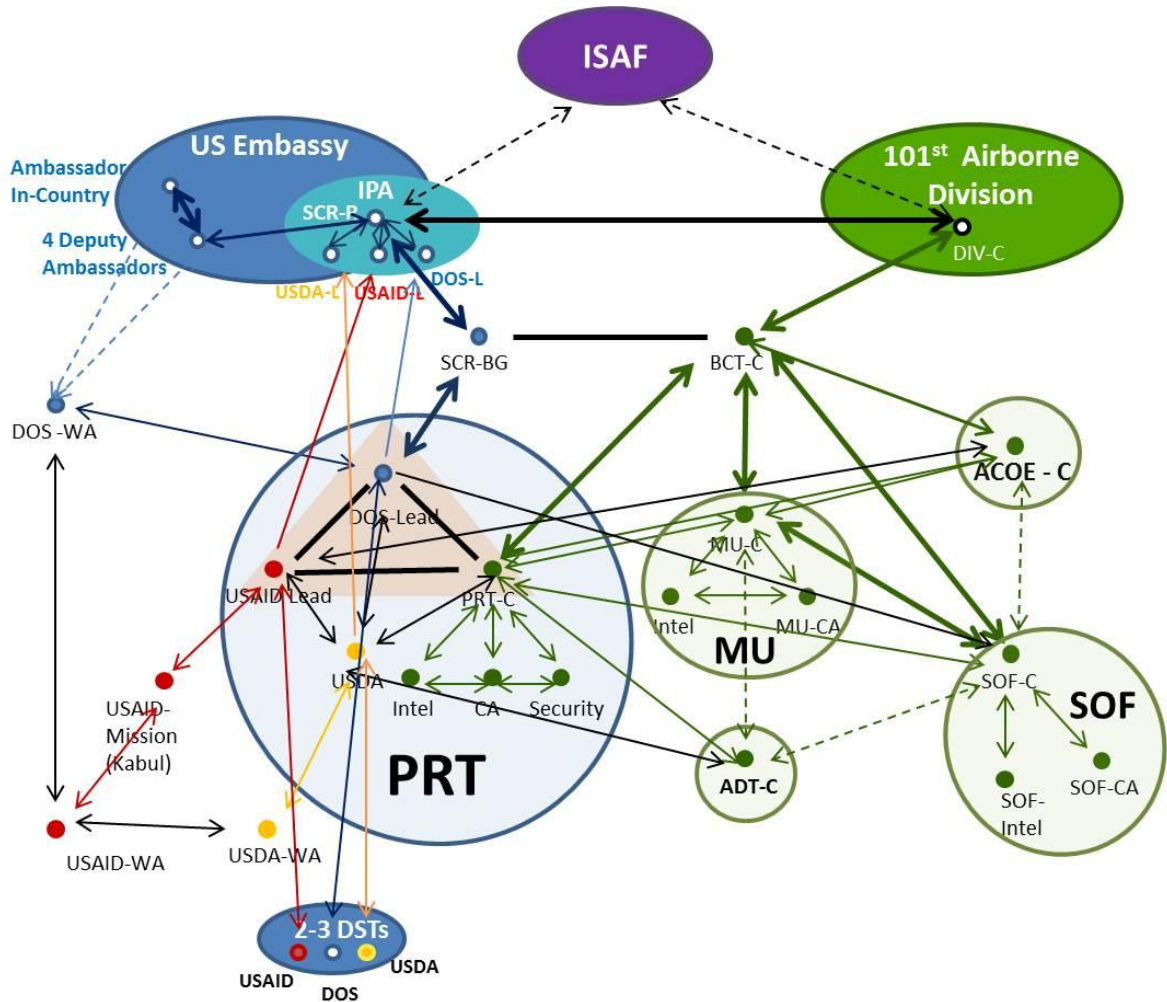 ISAF
US Embassy
Ambassador
In-Country
4 Deputy
Ambassadors
IPA
SCR-P
USDA-L
USAID-L
DOS-L
101st Airborne
Division
DIV-C
SCR-BG
BCT-C
DOS -WA
ACOE - C
DOS-Lead
USAID Lead
PRT-C
USDA
Intel
CA
Security
PRT
MU-C
Intel
MU-CA
MU
SOF-C
SOF
SOF-CA
SOF-
Intel
ADT-C
USAID-
Mission
(Kabul)
USAID-WA
USDA-WA
2-3 DSTs
USAID
DOS
USDA